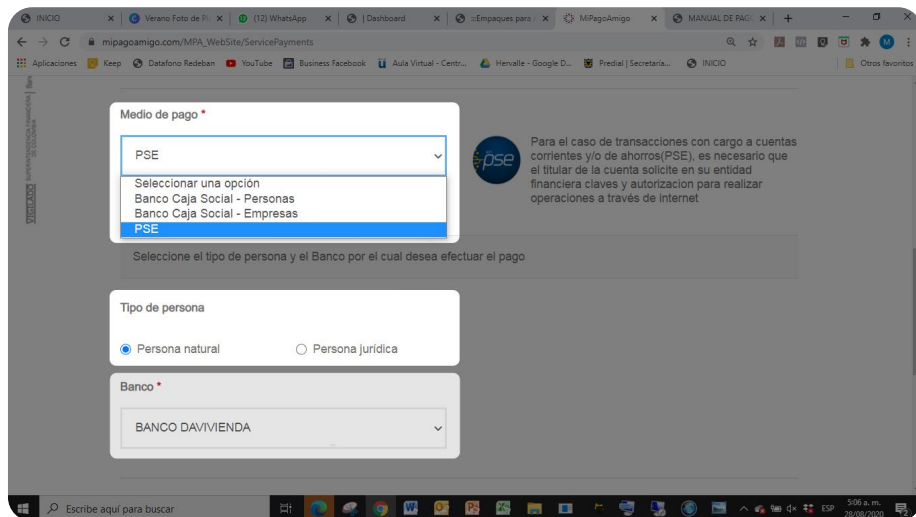 INICIO
Verano Foto de Pl
(12) WhatsApp
| Dashboard
::Empaques para A
MiPagoAmigo
MANUAL DE PAGO
mipagoamigo.com/MPA_WebSite/ServicePayments
Aplicaciones
Keep
Datafono Redeban
YouTube
Business Facebook
Aula Virtual - Centr...
Hervalle - Google D...
Predial | Secretaría...
INICIO
Otros favoritos
VIGILADO SUPERINTENDENCIA FINANCIERA
DE COLOMBIA
Medio de pago *
PSE
Seleccionar una opción
Banco Caja Social - Personas
Banco Caja Social - Empresas
PSE
pse
Para el caso de transacciones con cargo a cuentas
corrientes y/o de ahorros(PSE), es necesario que
el titular de la cuenta solicite en su entidad
financiera claves y autorizacion para realizar
operaciones a través de internet
Seleccione el tipo de persona y el Banco por el cual desea efectuar el pago
Tipo de persona
Persona natural
Persona jurídica
Banco *
BANCO DAVIVIENDA
Escribe aquí para buscar
ESP
5:06 a. m.
28/08/2020